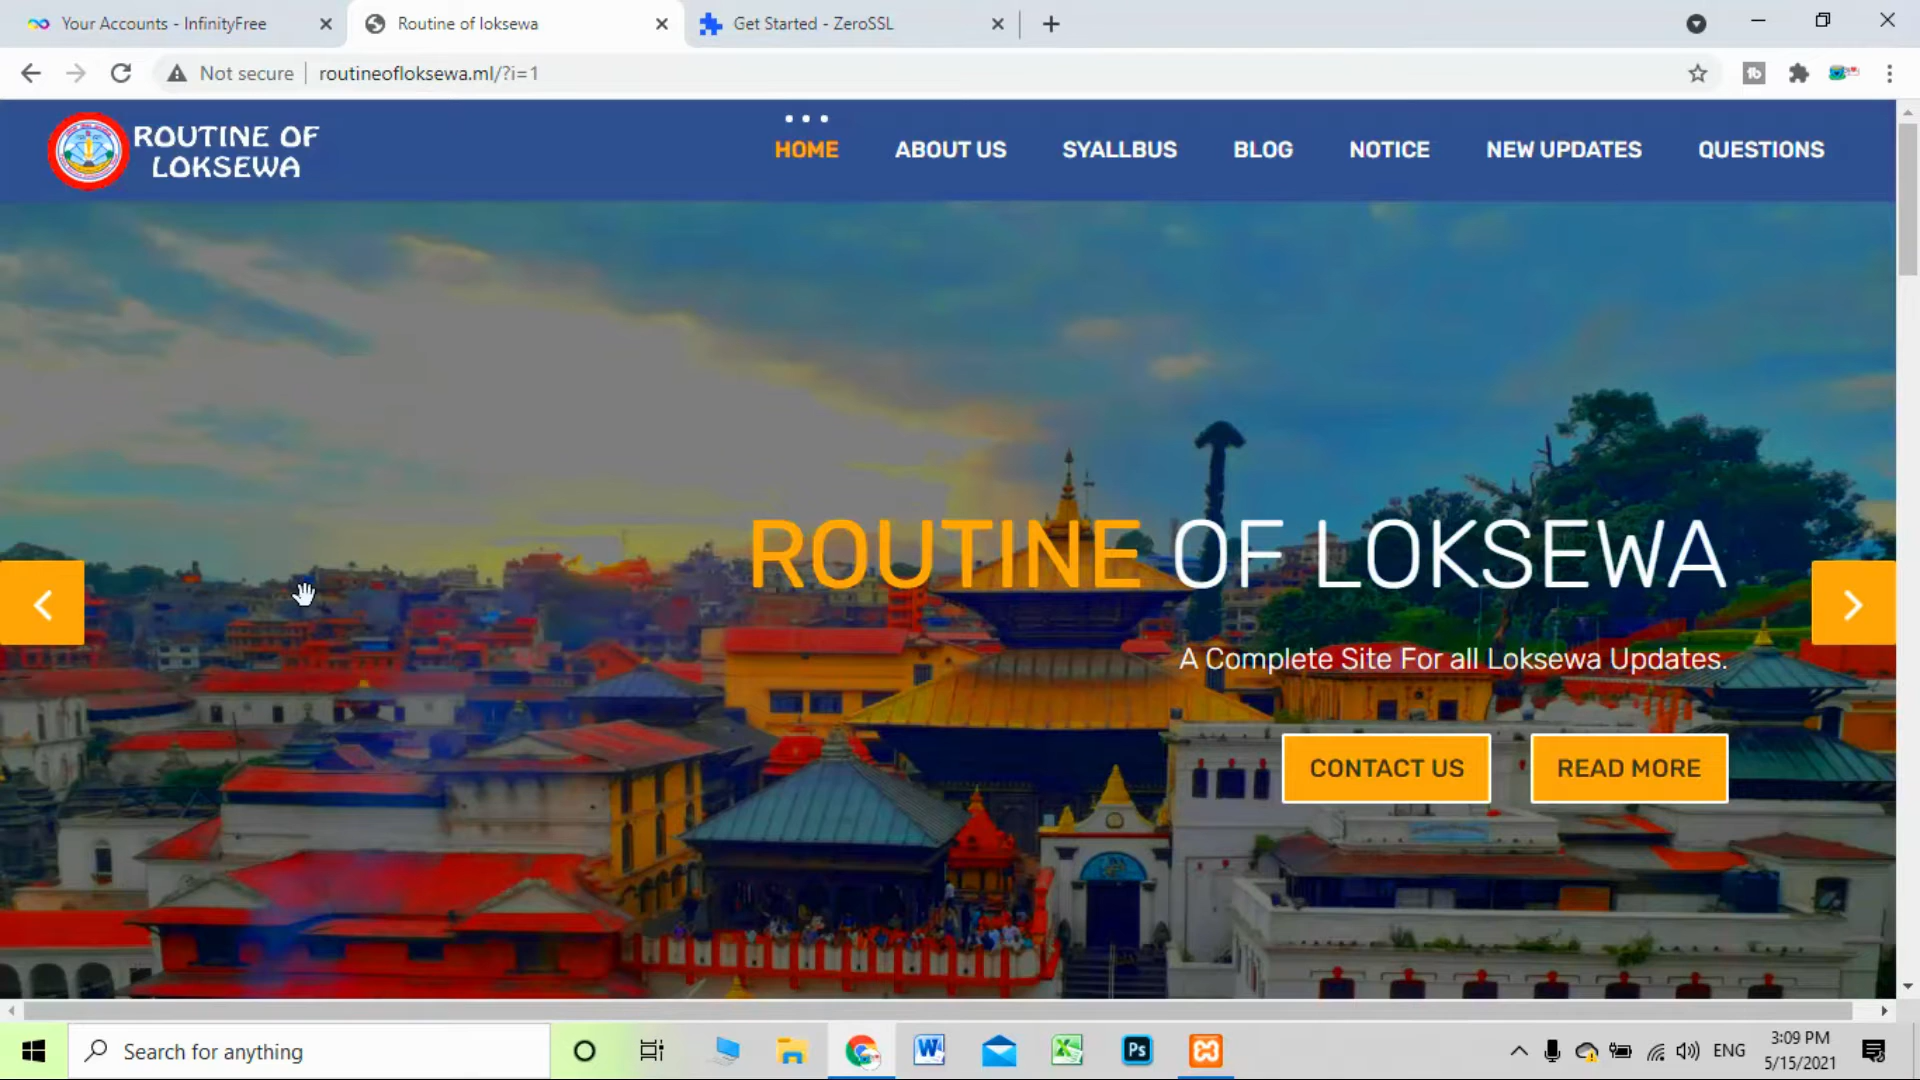 Your Accounts - InfinityFree
Routine of loksewa
Get Started - ZeroSSL
Not secure
routineofloksewa.ml/?i=1
ROUTINE OF
LOKSEWA
HOME
ABOUT US
SYALLBUS
BLOG
NOTICE
NEW UPDATES
QUESTIONS
ROUTINE OF LOKSEWA
A Complete Site For all Loksewa Updates.
CONTACT US
READ MORE
Search for anything
W
X
Ps
ENG
3:09 PM
5/15/2021